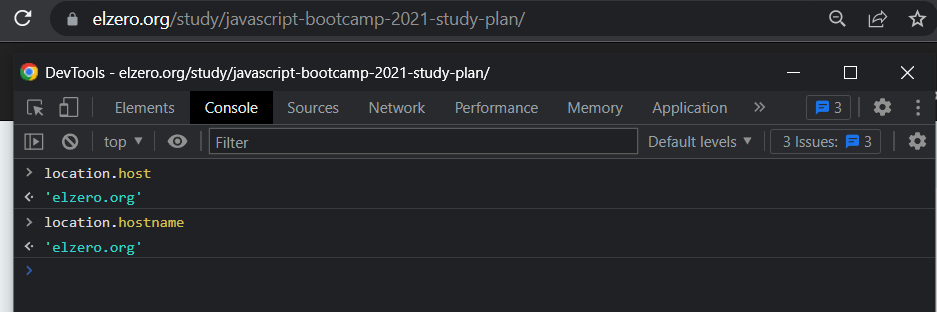 elzero.org/study/javascript-bootcamp-2021-study-plan/
DevTools - elzero.org/study/javascript-bootcamp-2021-study-plan/
Elements Console Sources Network Performance Memory Application » 3
top ▼ Filter Default levels ▼ 3 Issues: 3
> location.host
'elzero.org'
> location.hostname
'elzero.org'
>